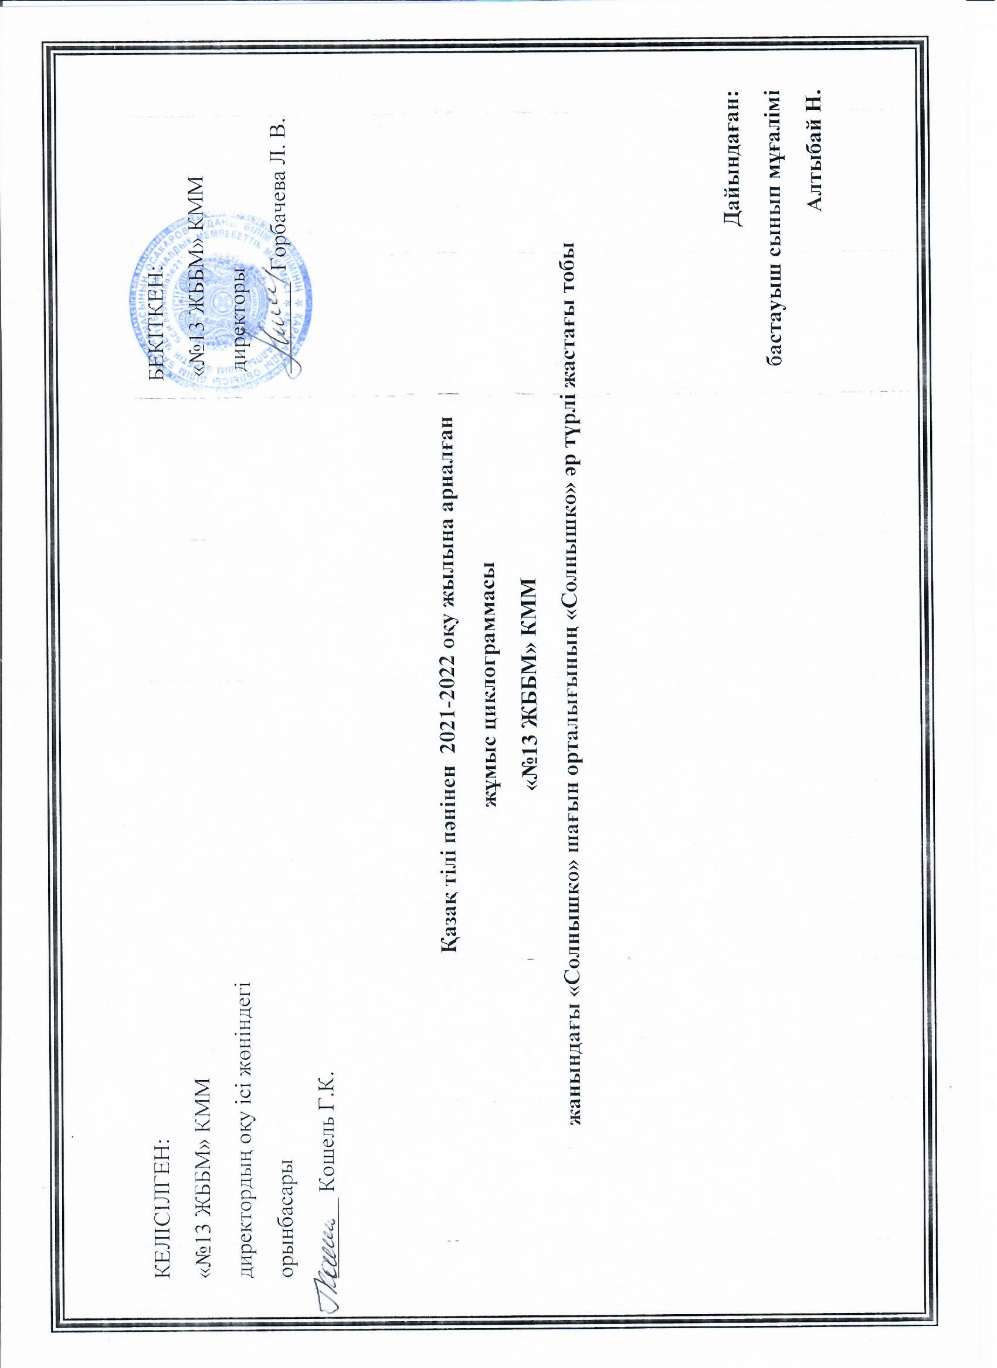 КЕЛІСІЛГЕН:
«№13 ЖББМ» КММ
директордың оқу ісі жөніндегі
орынбасары
Кошель Г.К.
БЕКІТКЕН:
«№13 ЖББМ» КММ
директоры
Горбачева Л. В.
Қазақ тілі пәнінен 2021-2022 оқу жылына арналған
жұмыс циклограммасы
«№13 ЖББМ» КММ
жанындағы «Солнышко» шағын орталығының «Солнышко» әр түрлі жастағы тобы
Дайындаған:
бастауыш сынып мұғалімі
Алтыбай Н.